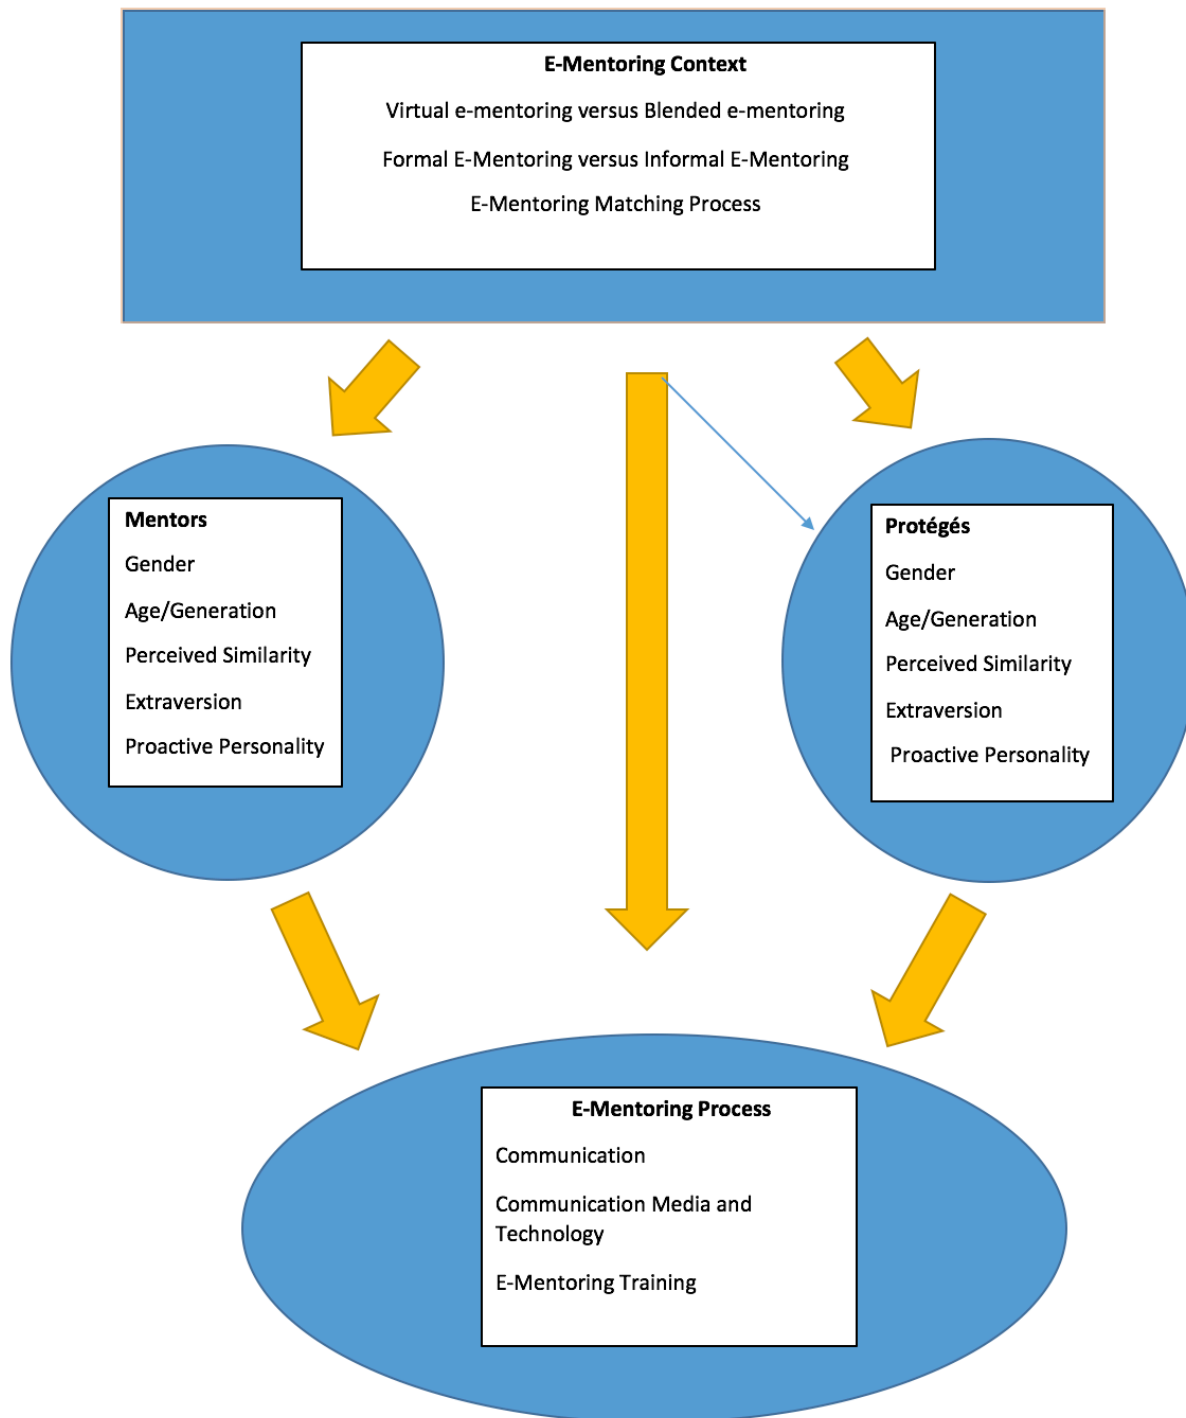 E-Mentoring Context
Virtual e-mentoring versus Blended e-mentoring
Formal E-Mentoring versus Informal E-Mentoring
E-Mentoring Matching Process
Mentors
Gender
Age/Generation
Perceived Similarity
Extraversion
Proactive Personality
Protégés
Gender
Age/Generation
Perceived Similarity
Extraversion
Proactive Personality
E-Mentoring Process
Communication
Communication Media and
Technology
E-Mentoring Training